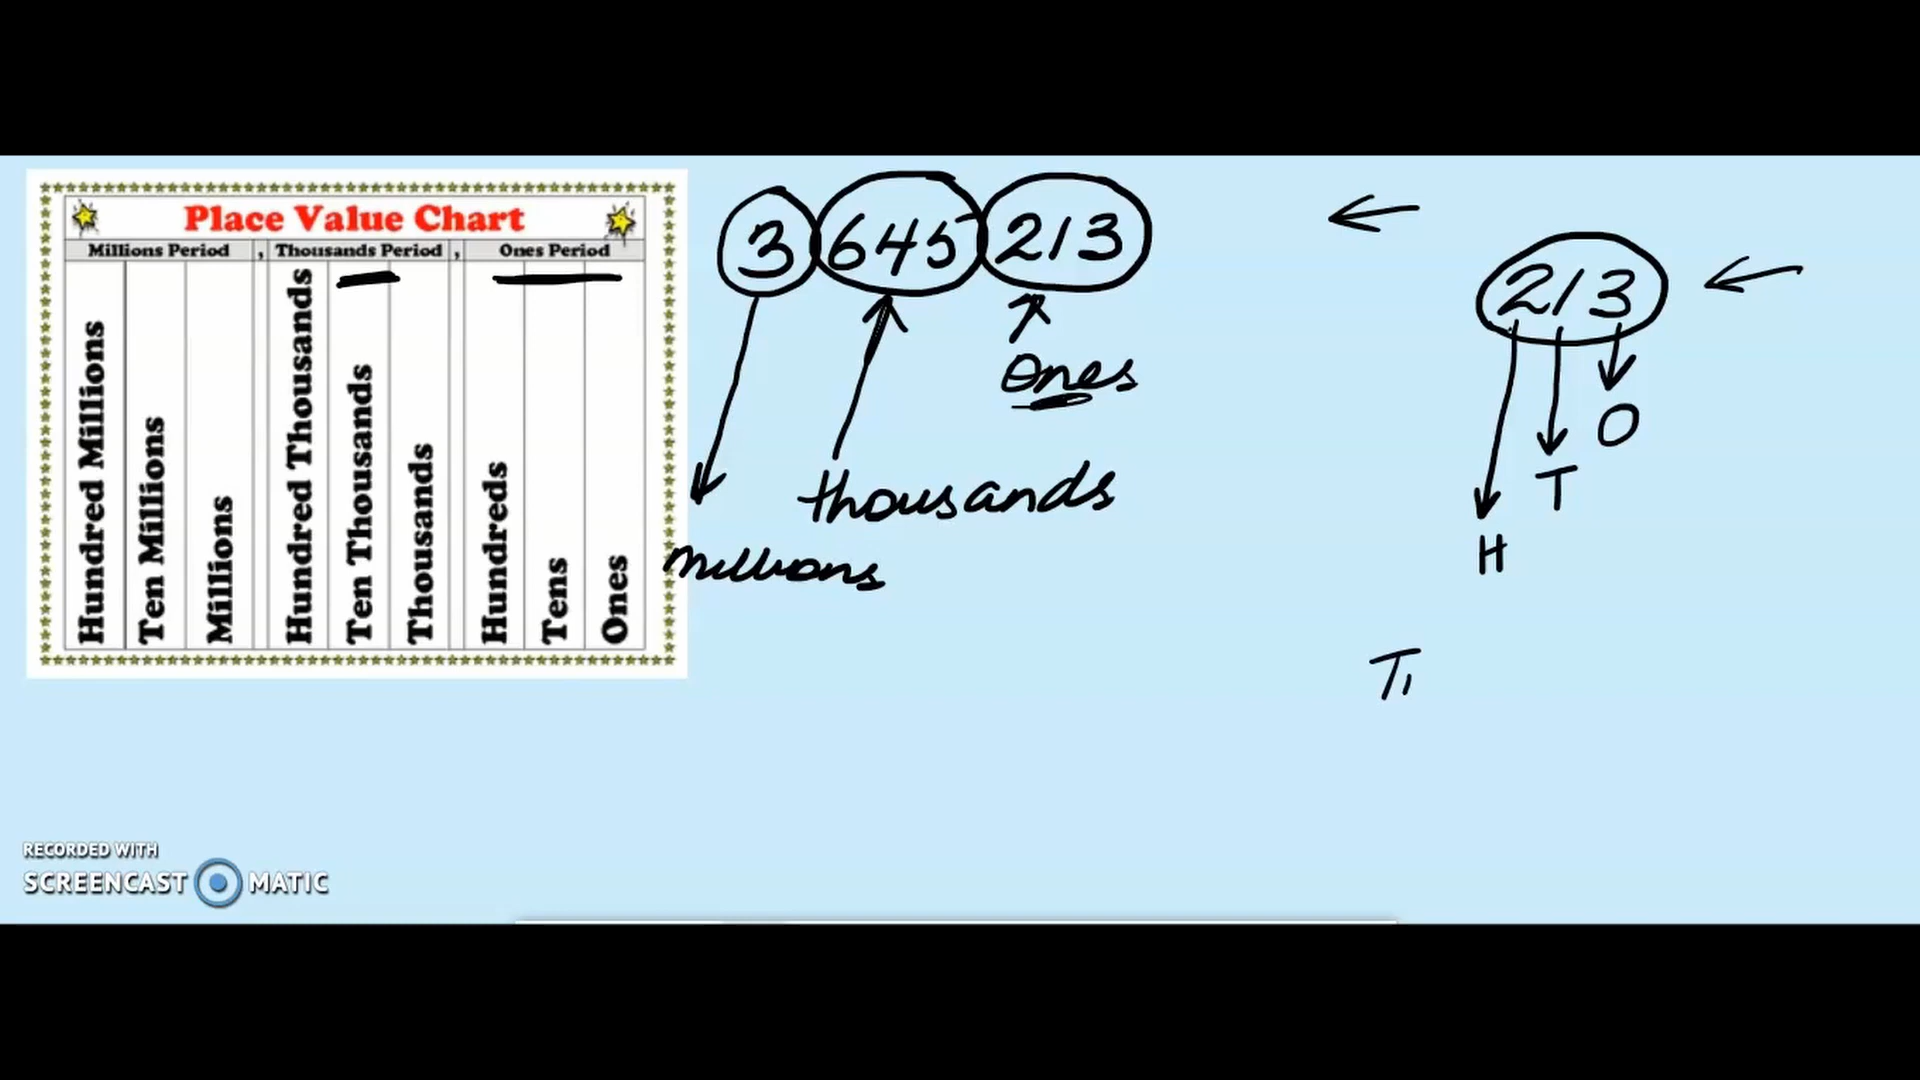 Place Value Chart
Millions Period , Thousands Period , Ones Period
Hundred Millions
Ten Millions
Millions
Hundred Thousands
Ten Thousands
Thousands
Hundreds
Tens
Ones
3 645 213
Ones
thousands
millions
213
O
T
H
RECORDED WITH
SCREENCAST MATIC